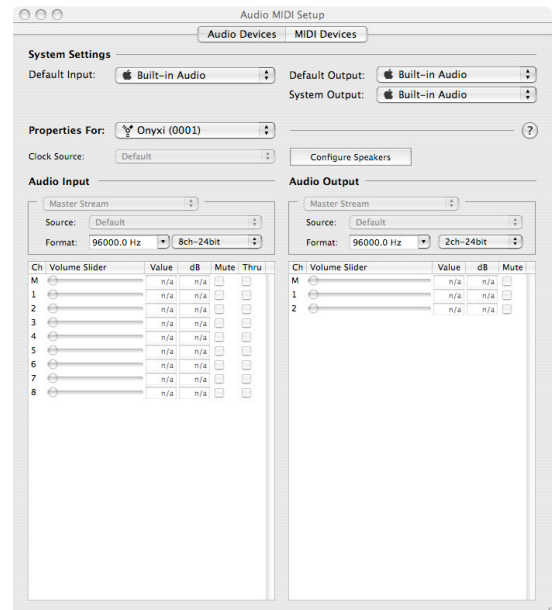 Audio MIDI Setup
Audio Devices MIDI Devices
System Settings
Default Input: Built-in Audio
Default Output: Built-in Audio
System Output: Built-in Audio
Properties For: Onyxi (0001) ?
Clock Source: Default
Configure Speakers
Audio Input
Master Stream
Source: Default
Format: 96000.0 Hz 8ch-24bit
Ch Volume Slider Value dB Mute Thru
M n/a n/a
1 n/a n/a
2 n/a n/a
3 n/a n/a
4 n/a n/a
5 n/a n/a
6 n/a n/a
7 n/a n/a
8 n/a n/a
Audio Output
Master Stream
Source: Default
Format: 96000.0 Hz 2ch-24bit
Ch Volume Slider Value dB Mute
M n/a n/a
1 n/a n/a
2 n/a n/a